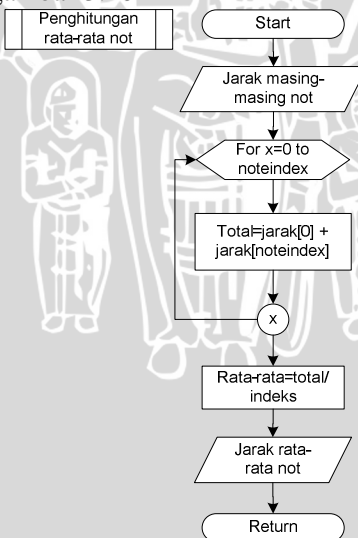 Penghitungan
rata-rata not
Start
Jarak masing-
masing not
For x=0 to
noteindex
Total=jarak[0] +
jarak[noteindex]
x
Rata-rata=total/
indeks
Jarak rata-
rata not
Return